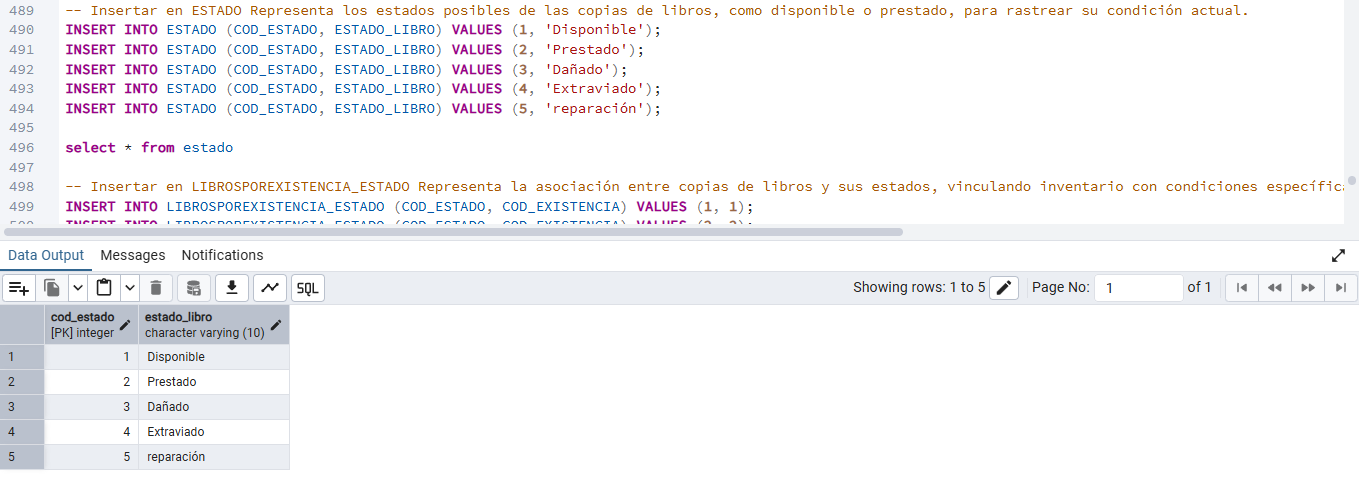 489 -- Insertar en ESTADO Representa los estados posibles de las copias de libros, como disponible o prestado, para rastrear su condición actual.
490 INSERT INTO ESTADO (COD_ESTADO, ESTADO_LIBRO) VALUES (1, 'Disponible');
491 INSERT INTO ESTADO (COD_ESTADO, ESTADO_LIBRO) VALUES (2, 'Prestado');
492 INSERT INTO ESTADO (COD_ESTADO, ESTADO_LIBRO) VALUES (3, 'Dañado');
493 INSERT INTO ESTADO (COD_ESTADO, ESTADO_LIBRO) VALUES (4, 'Extraviado');
494 INSERT INTO ESTADO (COD_ESTADO, ESTADO_LIBRO) VALUES (5, 'reparación');
495
496 select * from estado
497
498 -- Insertar en LIBROSPOREXISTENCIA_ESTADO Representa la asociación entre copias de libros y sus estados, vinculando inventario con condiciones específic
499 INSERT INTO LIBROSPOREXISTENCIA_ESTADO (COD_ESTADO, COD_EXISTENCIA) VALUES (1, 1);
Data Output Messages Notifications
SQL Showing rows: 1 to 5 Page No: 1 of 1
cod_estado estado_libro
[PK] integer character varying (10)
1 1 Disponible
2 2 Prestado
3 3 Dañado
4 4 Extraviado
5 5 reparación